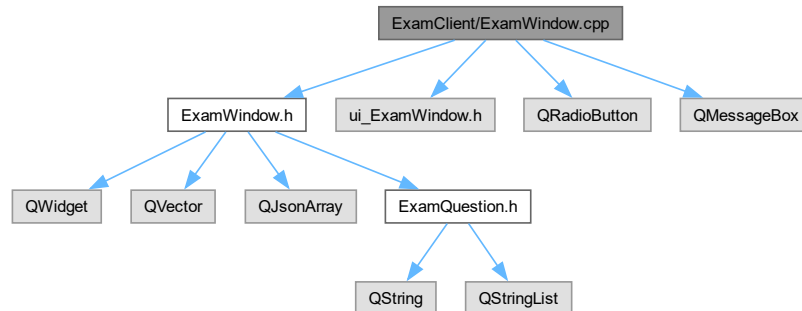 ExamClient/ExamWindow.cpp
ExamWindow.h
ui_ExamWindow.h
QRadioButton
QMessageBox
QWidget
QVector
QJsonArray
ExamQuestion.h
QString
QStringList